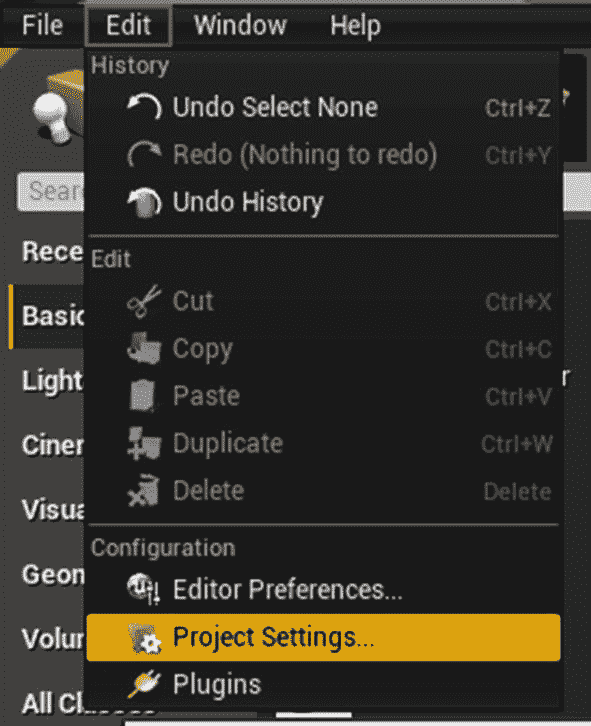 File Edit Window Help
History
Undo Select None Ctrl+Z
Redo (Nothing to redo) Ctrl+Y
Undo History
Sear
Rece
Edit
Basic
Cut Ctrl+X
Copy Ctrl+C
Light
Paste Ctrl+V
Ciner
Duplicate Ctrl+W
Delete Delete
Visua
Configuration
Geon
Editor Preferences...
Volur
Project Settings...
Plugins
All Classes